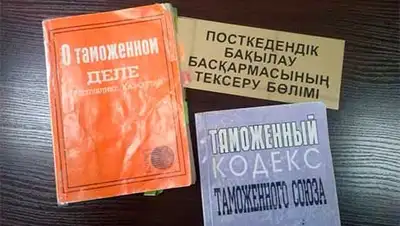 О таможенном
ДЕЛЕ
ПОСТКЕДЕНДІК
БАҚЫЛАУ
БАСҚАРМАСЫНЫҢ
ТЕКСЕРУ БӨЛІМІ
ТАМОЖЕННЫЙ
КОДЕКС
ТАМОЖЕННОГО СОЮЗА